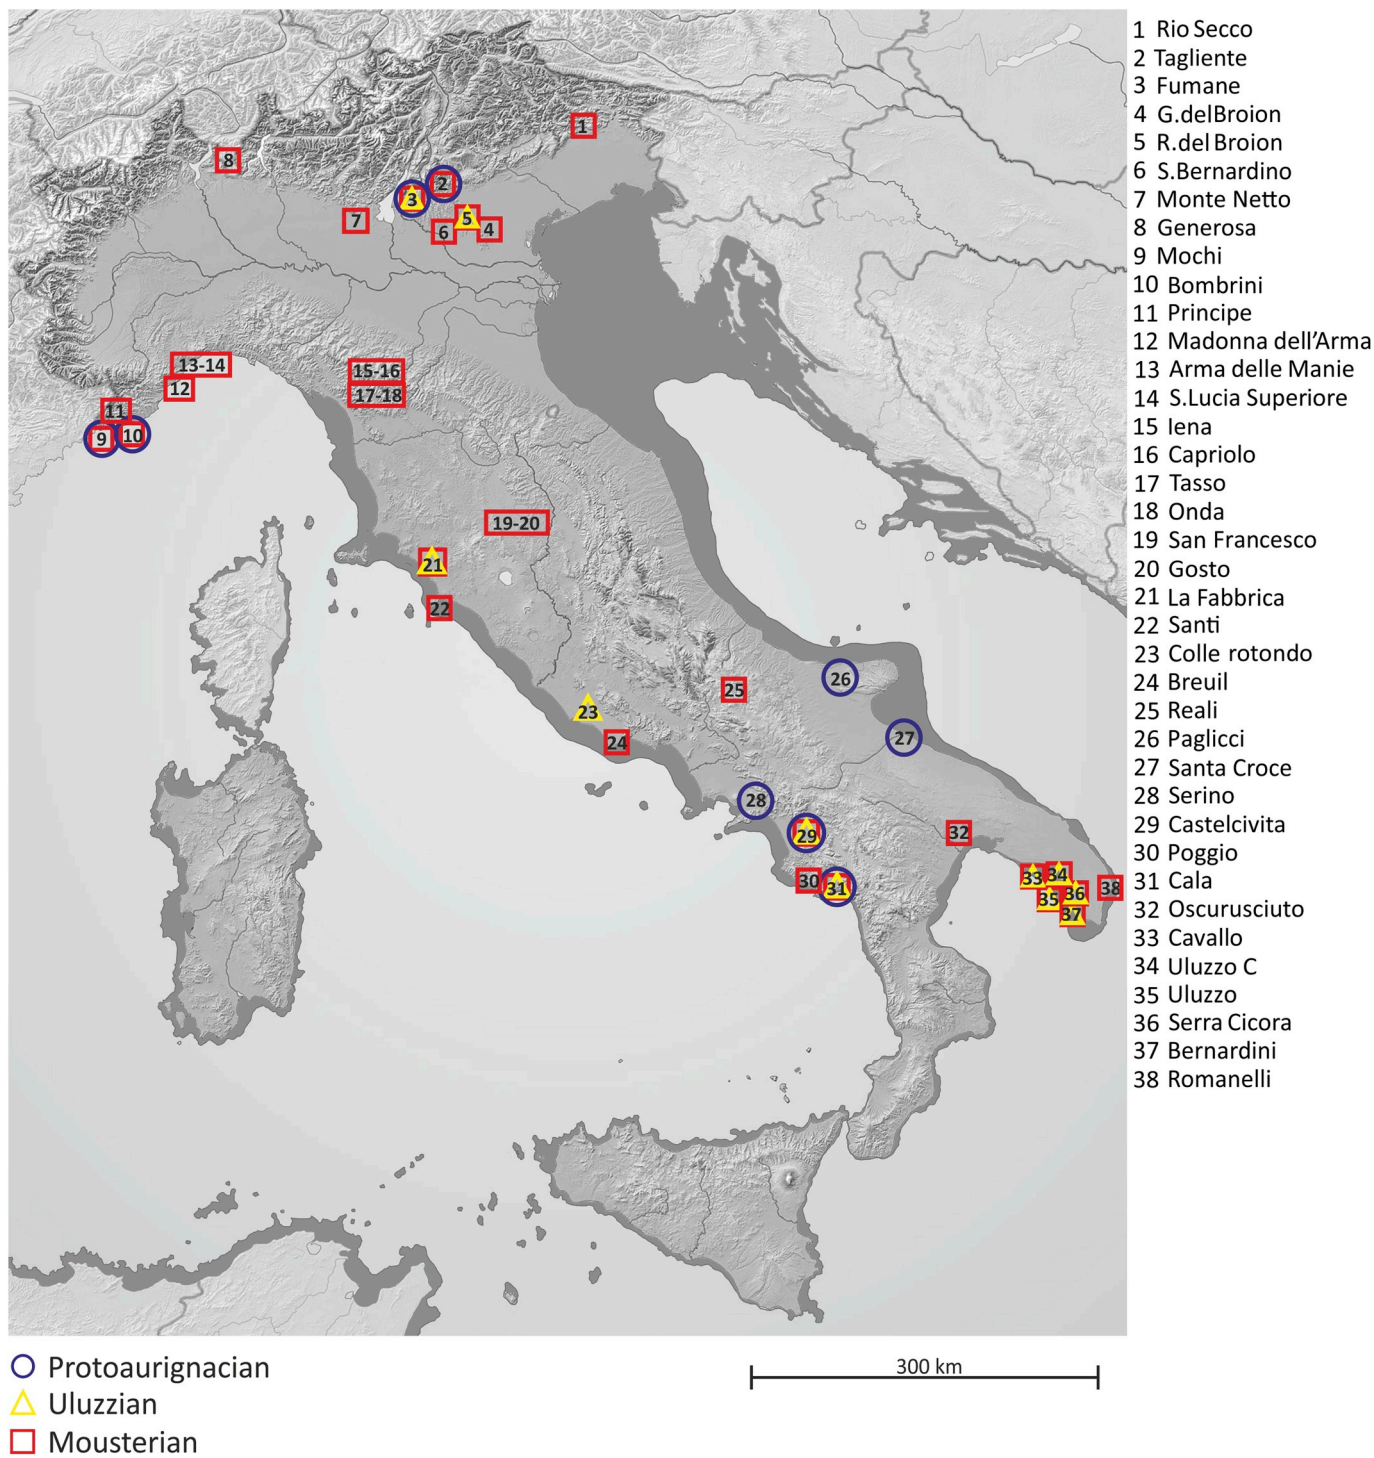 1 Rio Secco
2 Tagliente
3 Fumane
4 G.delBroion
5 R.del Broion
6 S.Bernardino
7 Monte Netto
8 Generosa
9 Mochi
10 Bombrini
11 Principe
12 Madonna dell'Arma
13 Arma delle Manie
14 S.Lucia Superiore
15 Iena
16 Capriolo
17 Tasso
18 Onda
19 San Francesco
20 Gosto
21 La Fabbrica
22 Santi
23 Colle rotondo
24 Breuil
25 Reali
26 Paglicci
27 Santa Croce
28 Serino
29 Castelcivita
30 Poggio
31 Cala
32 Oscurusciuto
33 Cavallo
34 Uluzzo C
35 Uluzzo
36 Serra Cicora
37 Bernardini
38 Romanelli
1
8
2
3
7
5
4
6
13-14
12
15-16
17-18
11
9
10
19-20
21
22
23
24
25
26
27
28
29
30
31
32
33
34
35
36
37
38
Protoaurignacian
Uluzzian
Mousterian
300 km